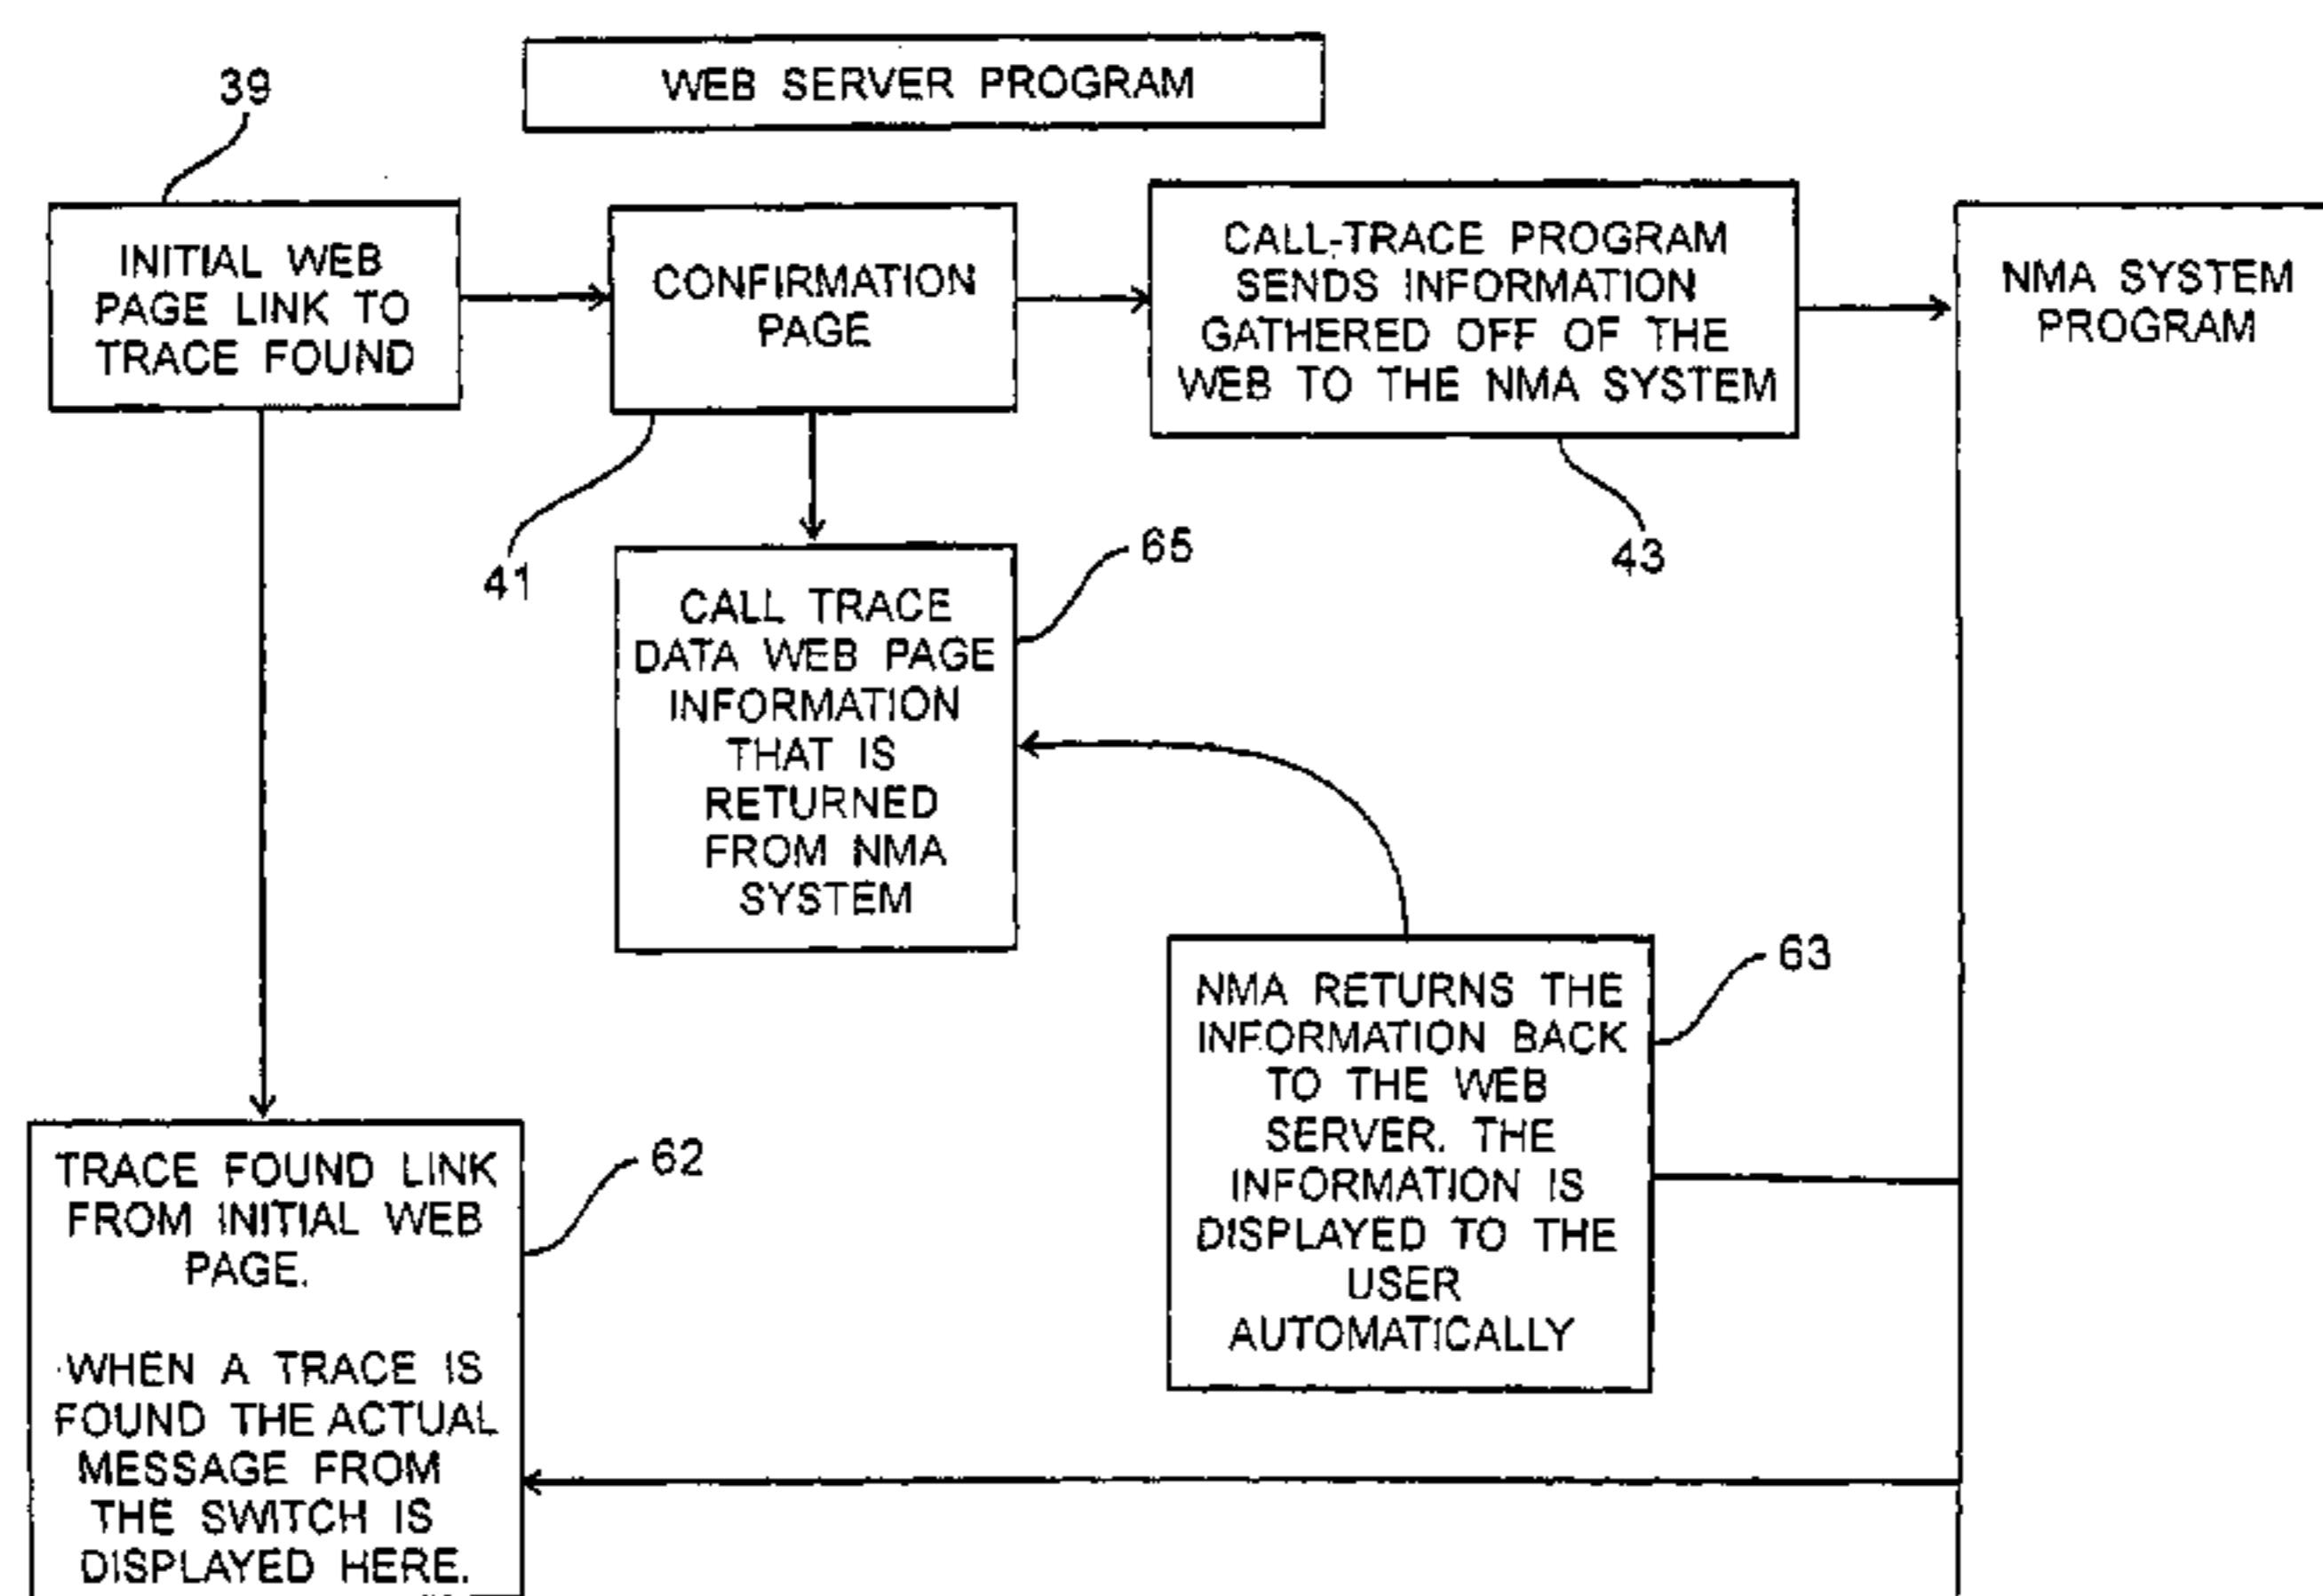 WEB SERVER PROGRAM
39
INITIAL WEB
PAGE LINK TO
TRACE FOUND
CONFIRMATION
PAGE
CALL-TRACE PROGRAM
SENDS INFORMATION
GATHERED OFF OF THE
WEB TO THE NMA SYSTEM
NMA SYSTEM
PROGRAM
41
43
65
CALL TRACE
DATA WEB PAGE
INFORMATION
THAT IS
RETURNED
FROM NMA
SYSTEM
63
NMA RETURNS THE
INFORMATION BACK
TO THE WEB
SERVER. THE
INFORMATION IS
DISPLAYED TO THE
USER
AUTOMATICALLY
62
TRACE FOUND LINK
FROM INITIAL WEB
PAGE.
WHEN A TRACE IS
FOUND THE ACTUAL
MESSAGE FROM
THE SWITCH IS
DISPLAYED HERE.